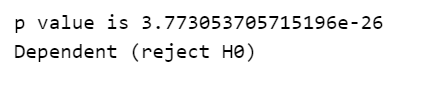 p value is 3.773053705715196e-26
Dependent (reject H0)